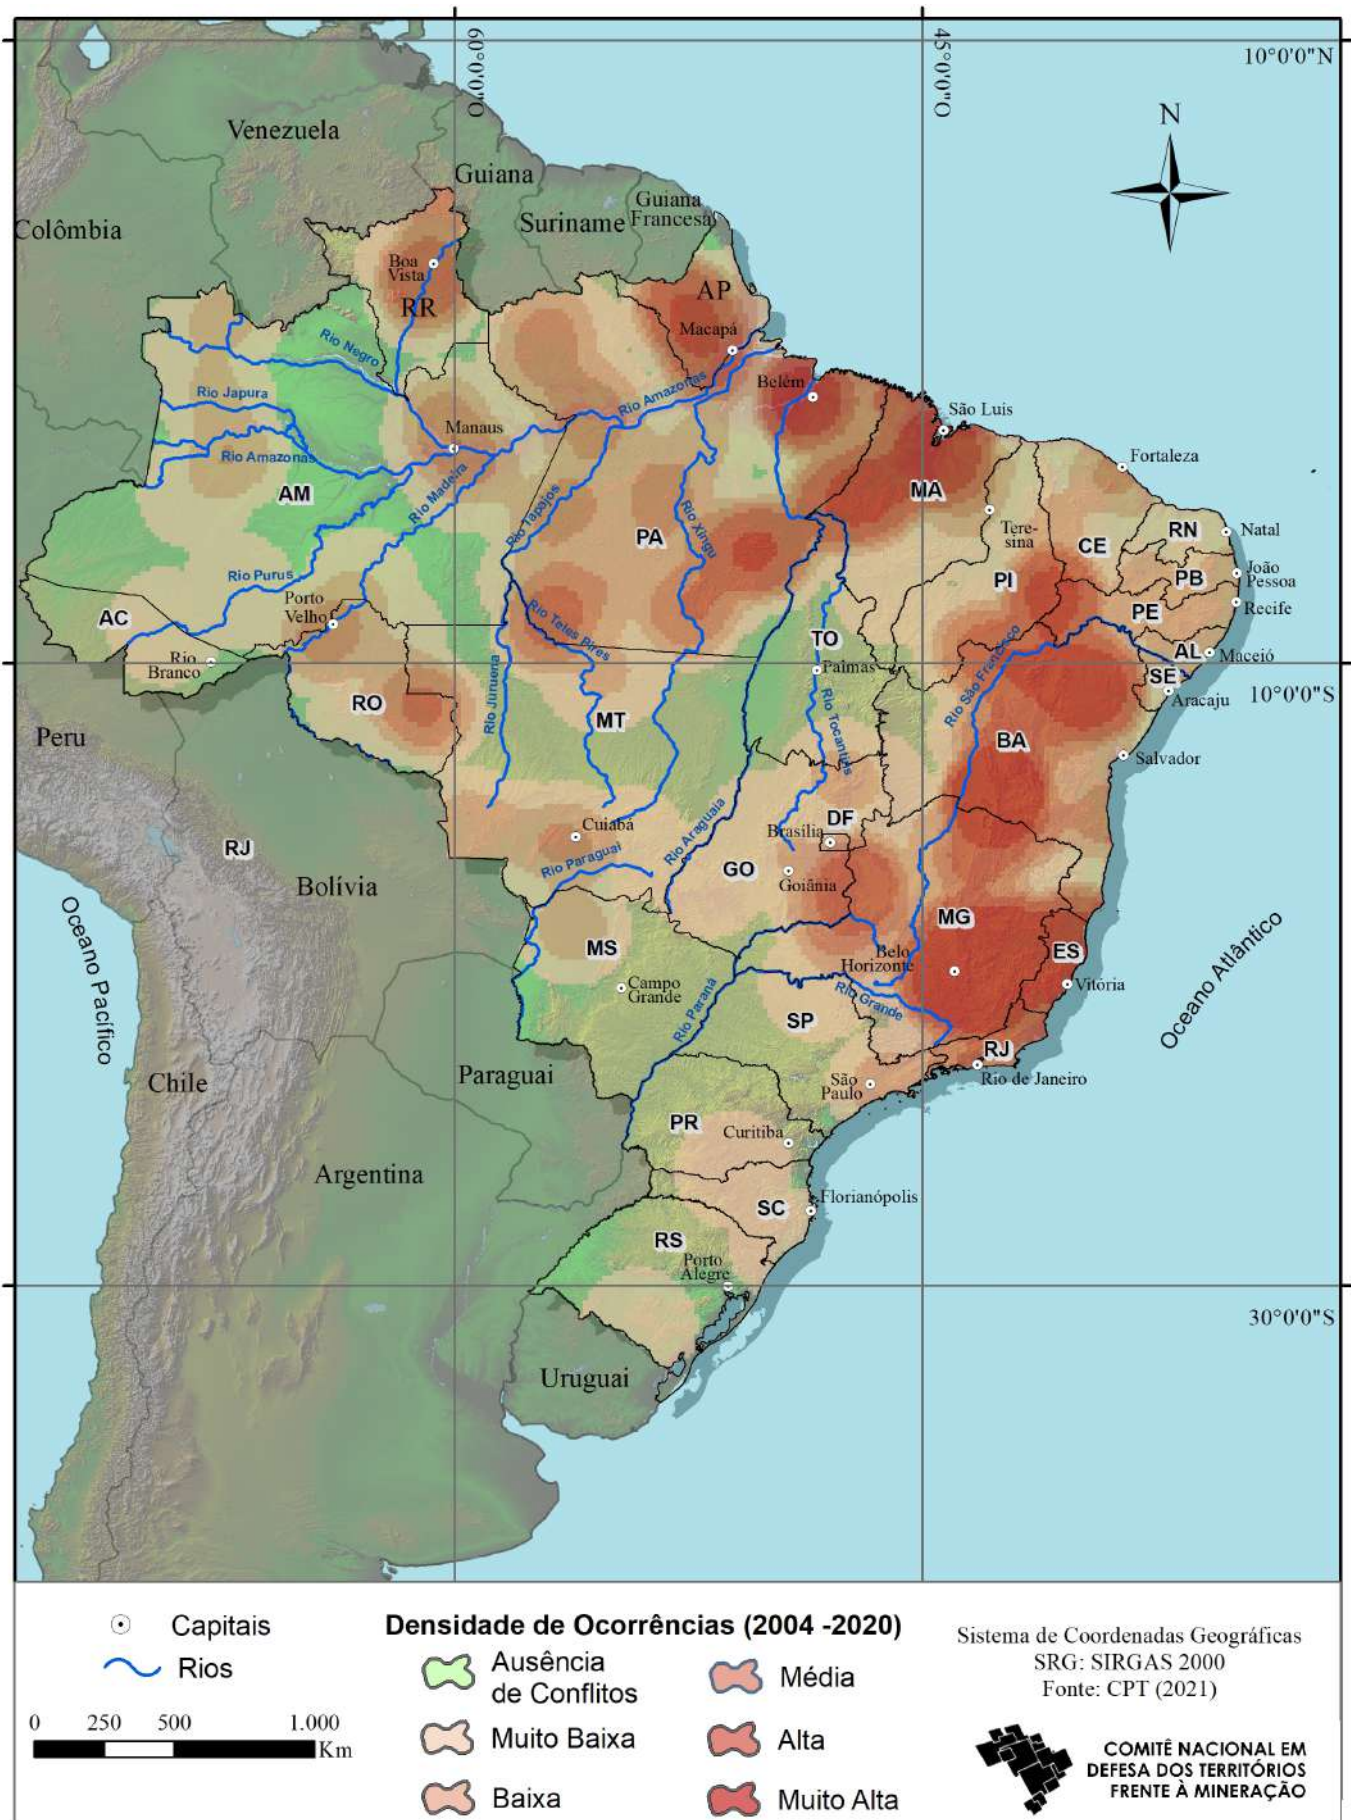 60°0'0"O
45°0'0"O
10°0'0"N
N
Venezuela
Guiana
Suriname
Guiana
Francesa
Colômbia
Boa
Vista
RR
AP
Macapá
Rio Negro
Rio Japura
Rio Amazonas
Belém
São Luis
Manaus
Rio Amazonas
Fortaleza
AM
Rio Madeira
MA
Rio Tapajos
PA
Rio Xingu
Tere-
sina
CE
RN
Natal
João
Pessoa
PB
Rio Purus
PI
Recife
Porto
Velho
AC
Rio Teles Pires
PE
TO
AL
Maceió
Rio
Branco
Palmas
SE
10°0'0"S
Aracaju
RO
Rio Juruena
MT
Rio Tocantins
Rio São Francisco
BA
Peru
Salvador
Cuiabá
DF
Brasília
Rio Araguaia
RJ
Rio Paraguai
GO
Bolívia
Goiânia
Oceano Pacífico
MG
MS
Belo
Horizonte
ES
Oceano Atlântico
Campo
Grande
Vitória
Rio Paraná
Rio Grande
SP
RJ
Chile
Paraguai
São
Paulo
Rio de Janeiro
PR
Curitiba
Argentina
Florianópolis
SC
RS
Porto
Alegre
30°0'0"S
Uruguai
Capitais
Rios
0 250 500 1.000
Km
Densidade de Ocorrências (2004 -2020)
Ausência
de Conflitos
Muito Baixa
Baixa
Média
Alta
Muito Alta
Sistema de Coordenadas Geográficas
SRG: SIRGAS 2000
Fonte: CPT (2021)
COMITÊ NACIONAL EM
DEFESA DOS TERRITÓRIOS
FRENTE À MINERAÇÃO